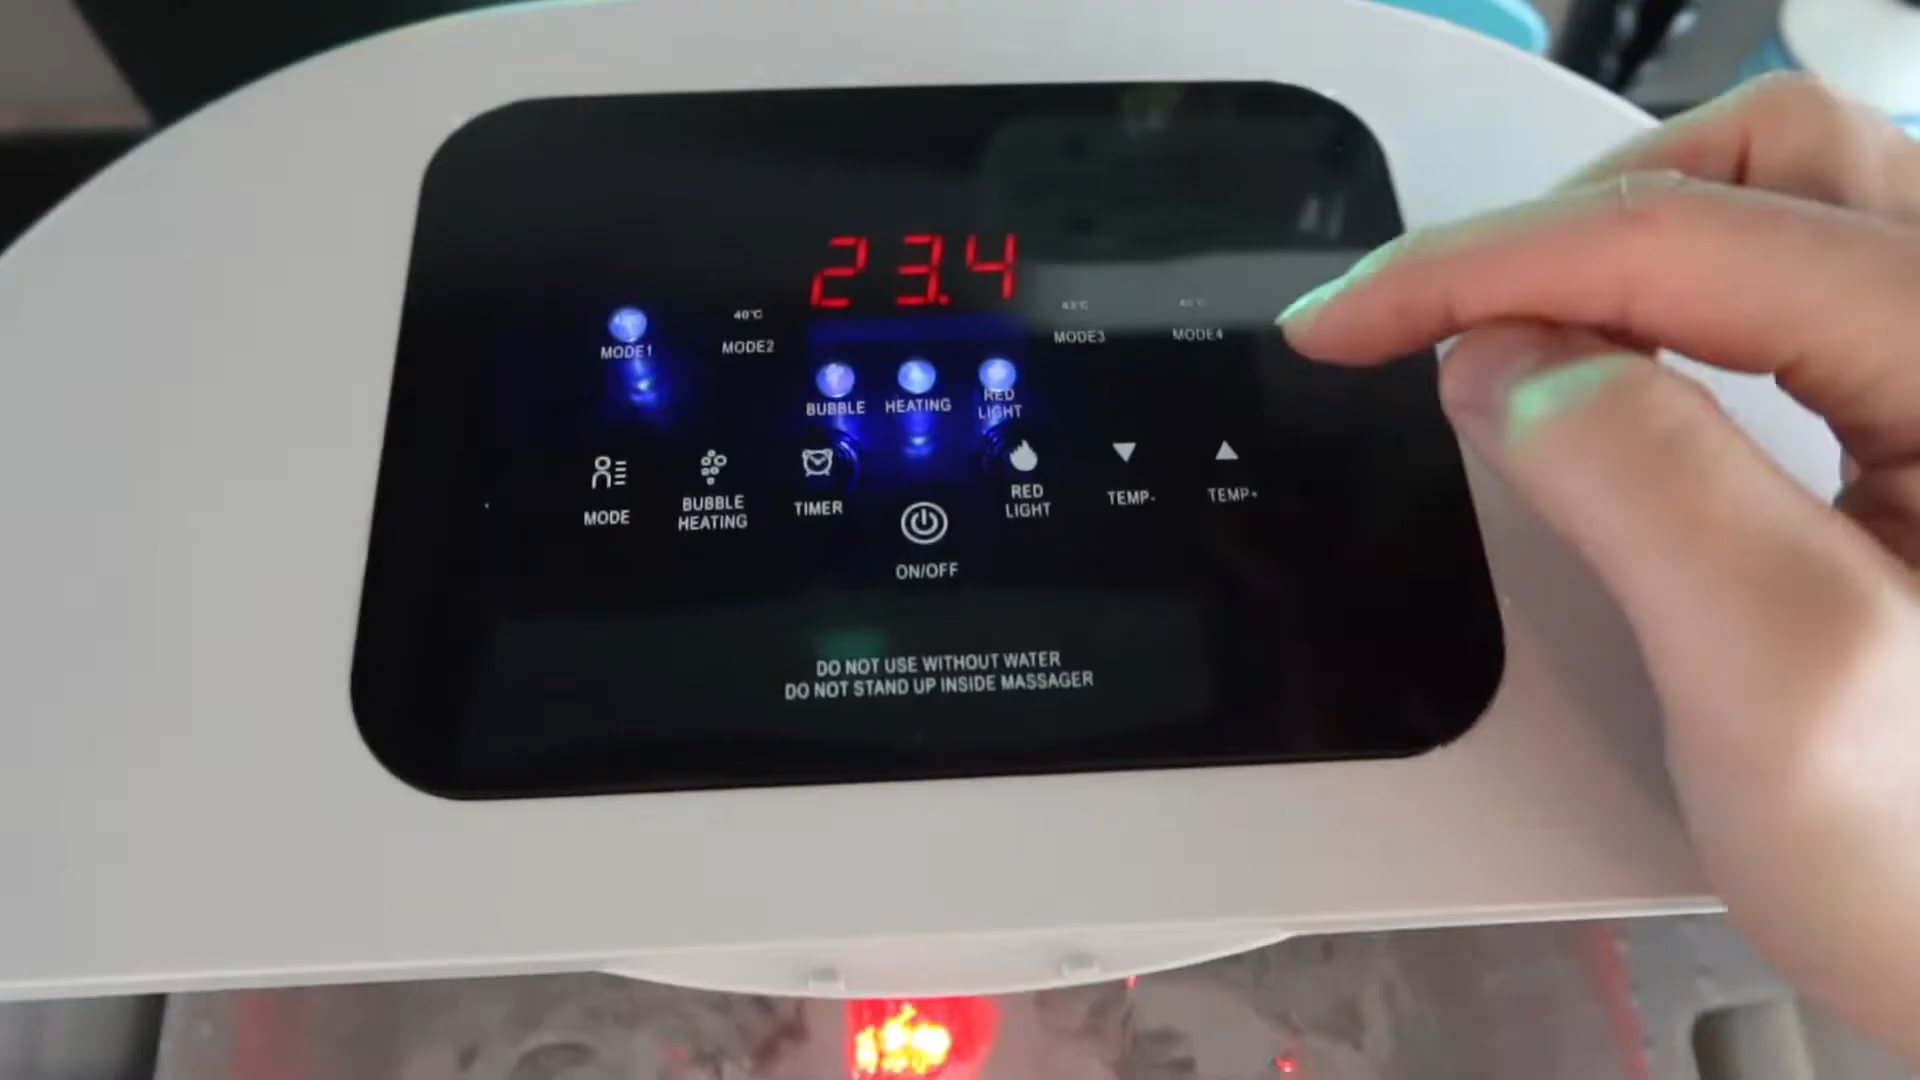 23.4
40°C
43°C
MODE1
MODE2
MODE3
MODE4
BUBBLE
HEATING
RED
LIGHT
MODE
BUBBLE
HEATING
TIMER
RED
LIGHT
TEMP-
TEMP+
ON/OFF
DO NOT USE WITHOUT WATER
DO NOT STAND UP INSIDE MASSAGER